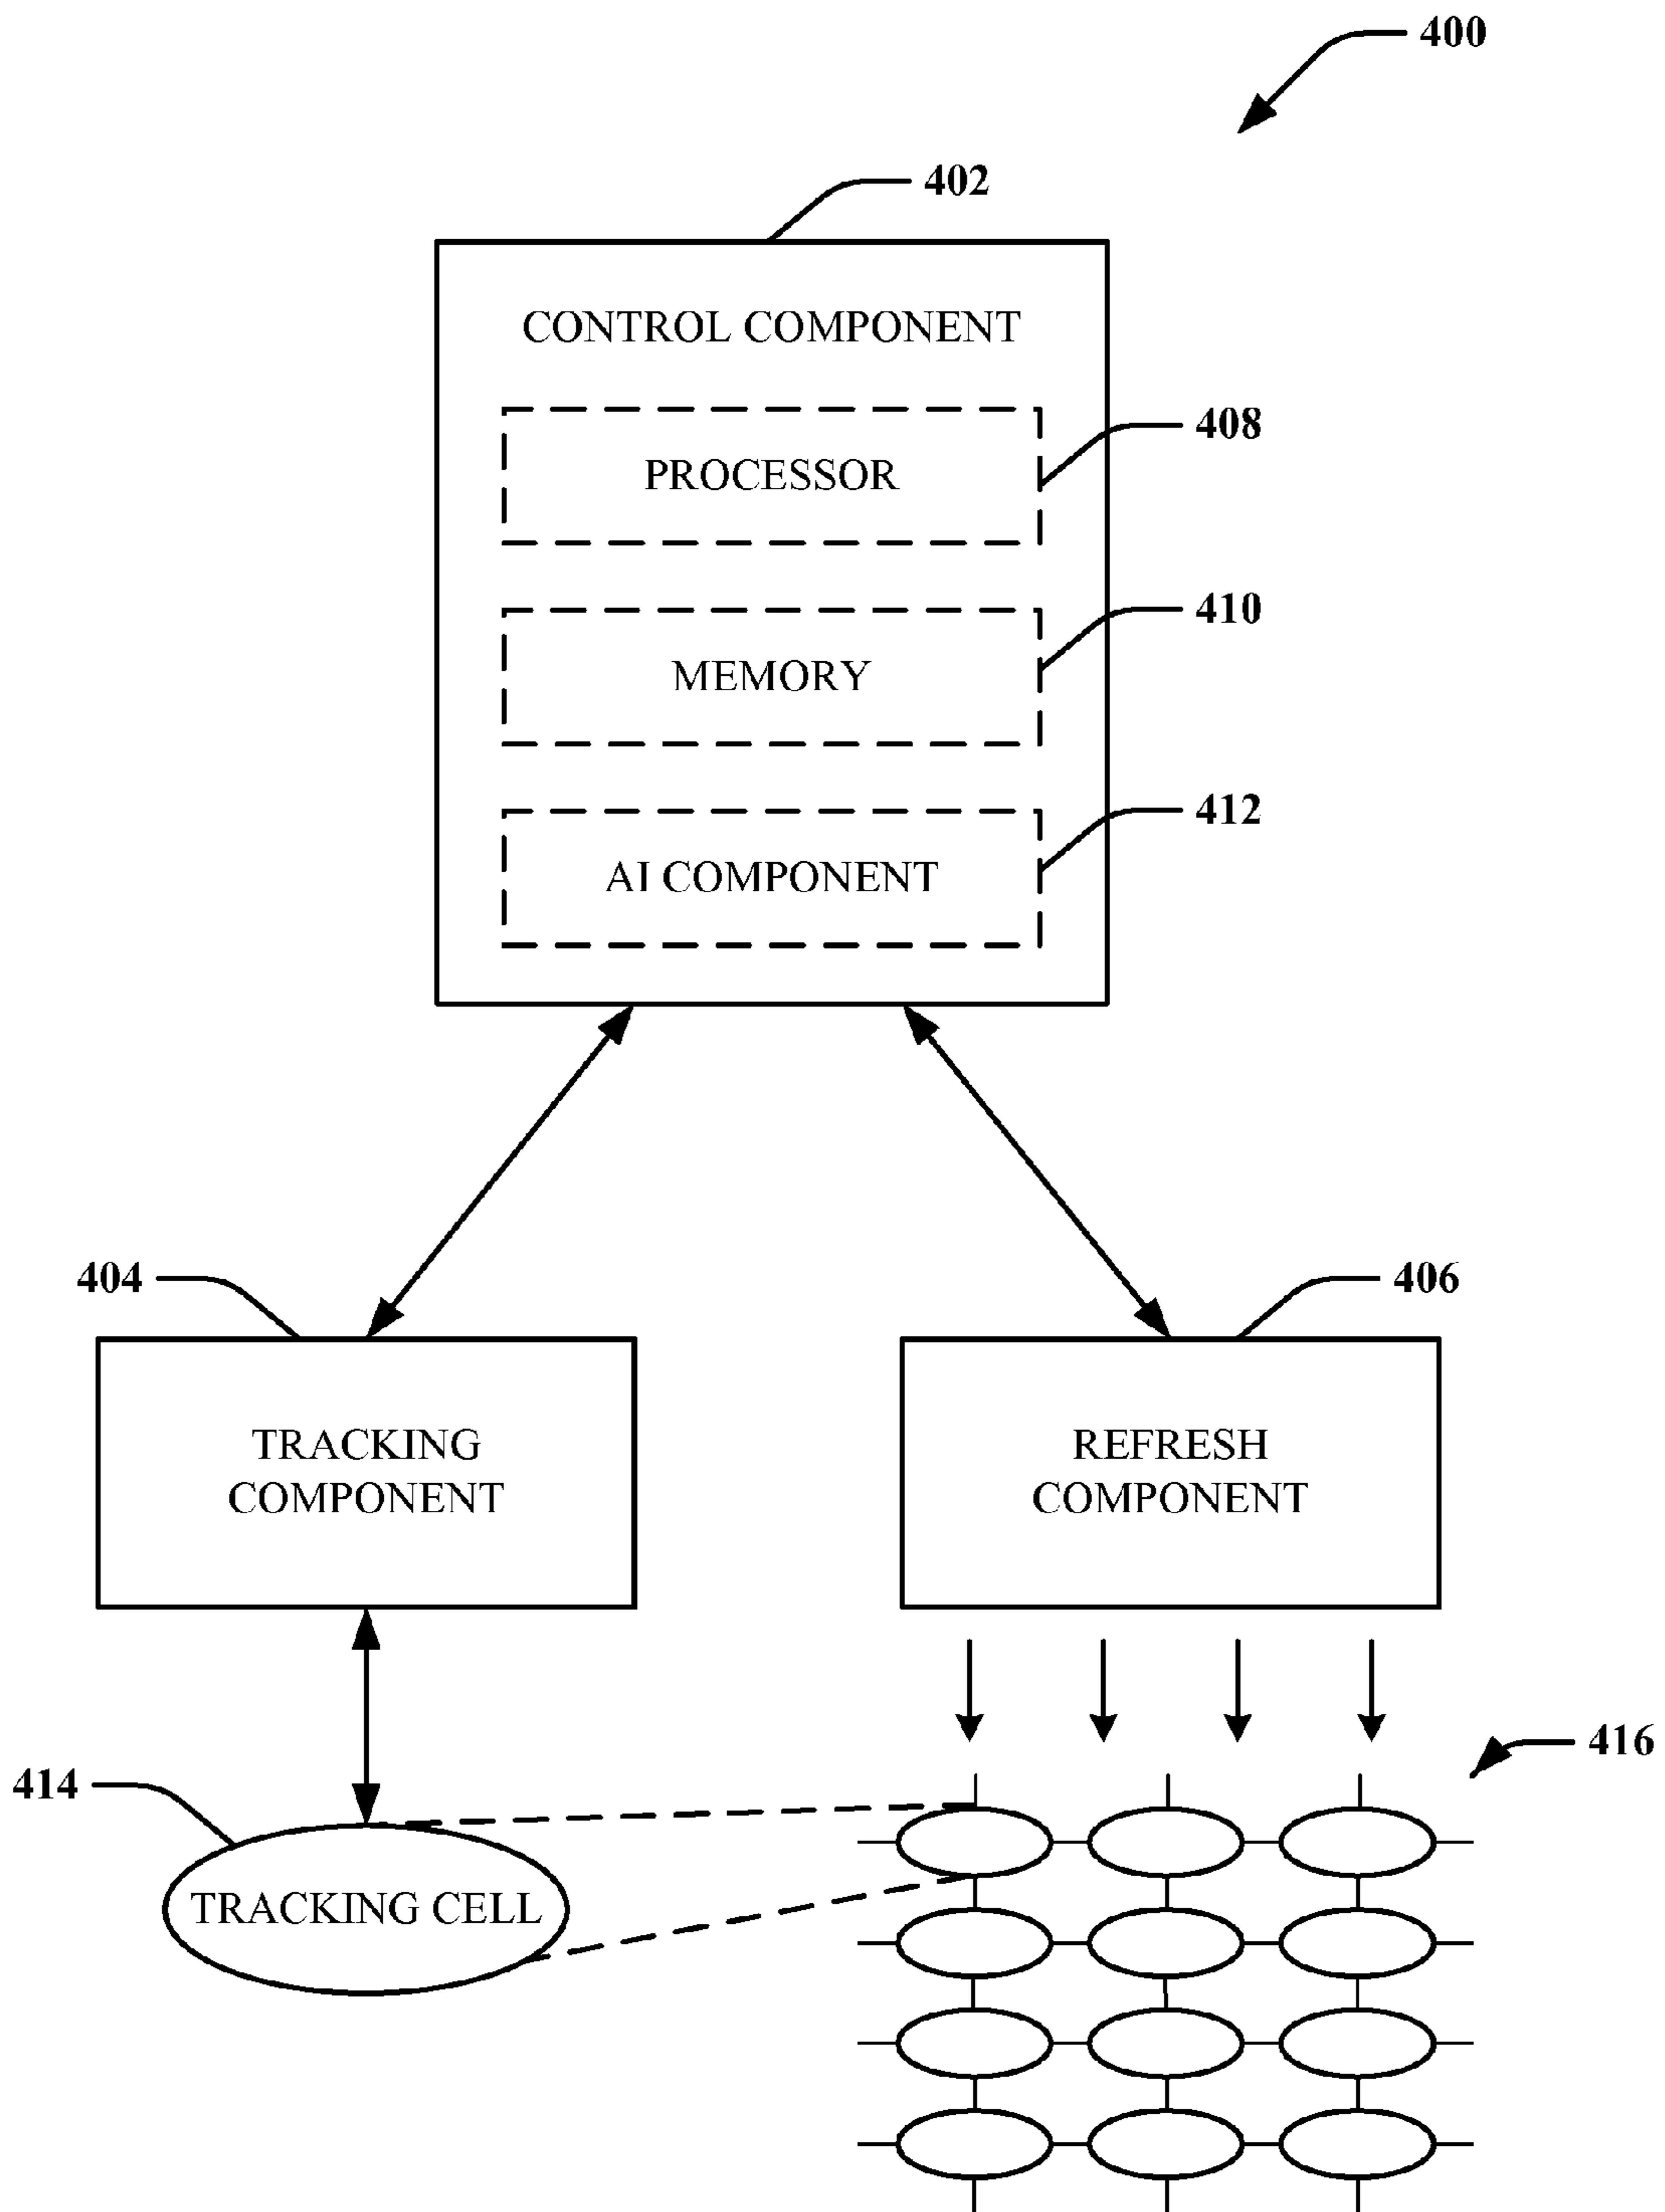 400
402
CONTROL COMPONENT
408
PROCESSOR
410
MEMORY
412
AI COMPONENT
404
406
TRACKING
COMPONENT
REFRESH
COMPONENT
416
414
TRACKING CELL